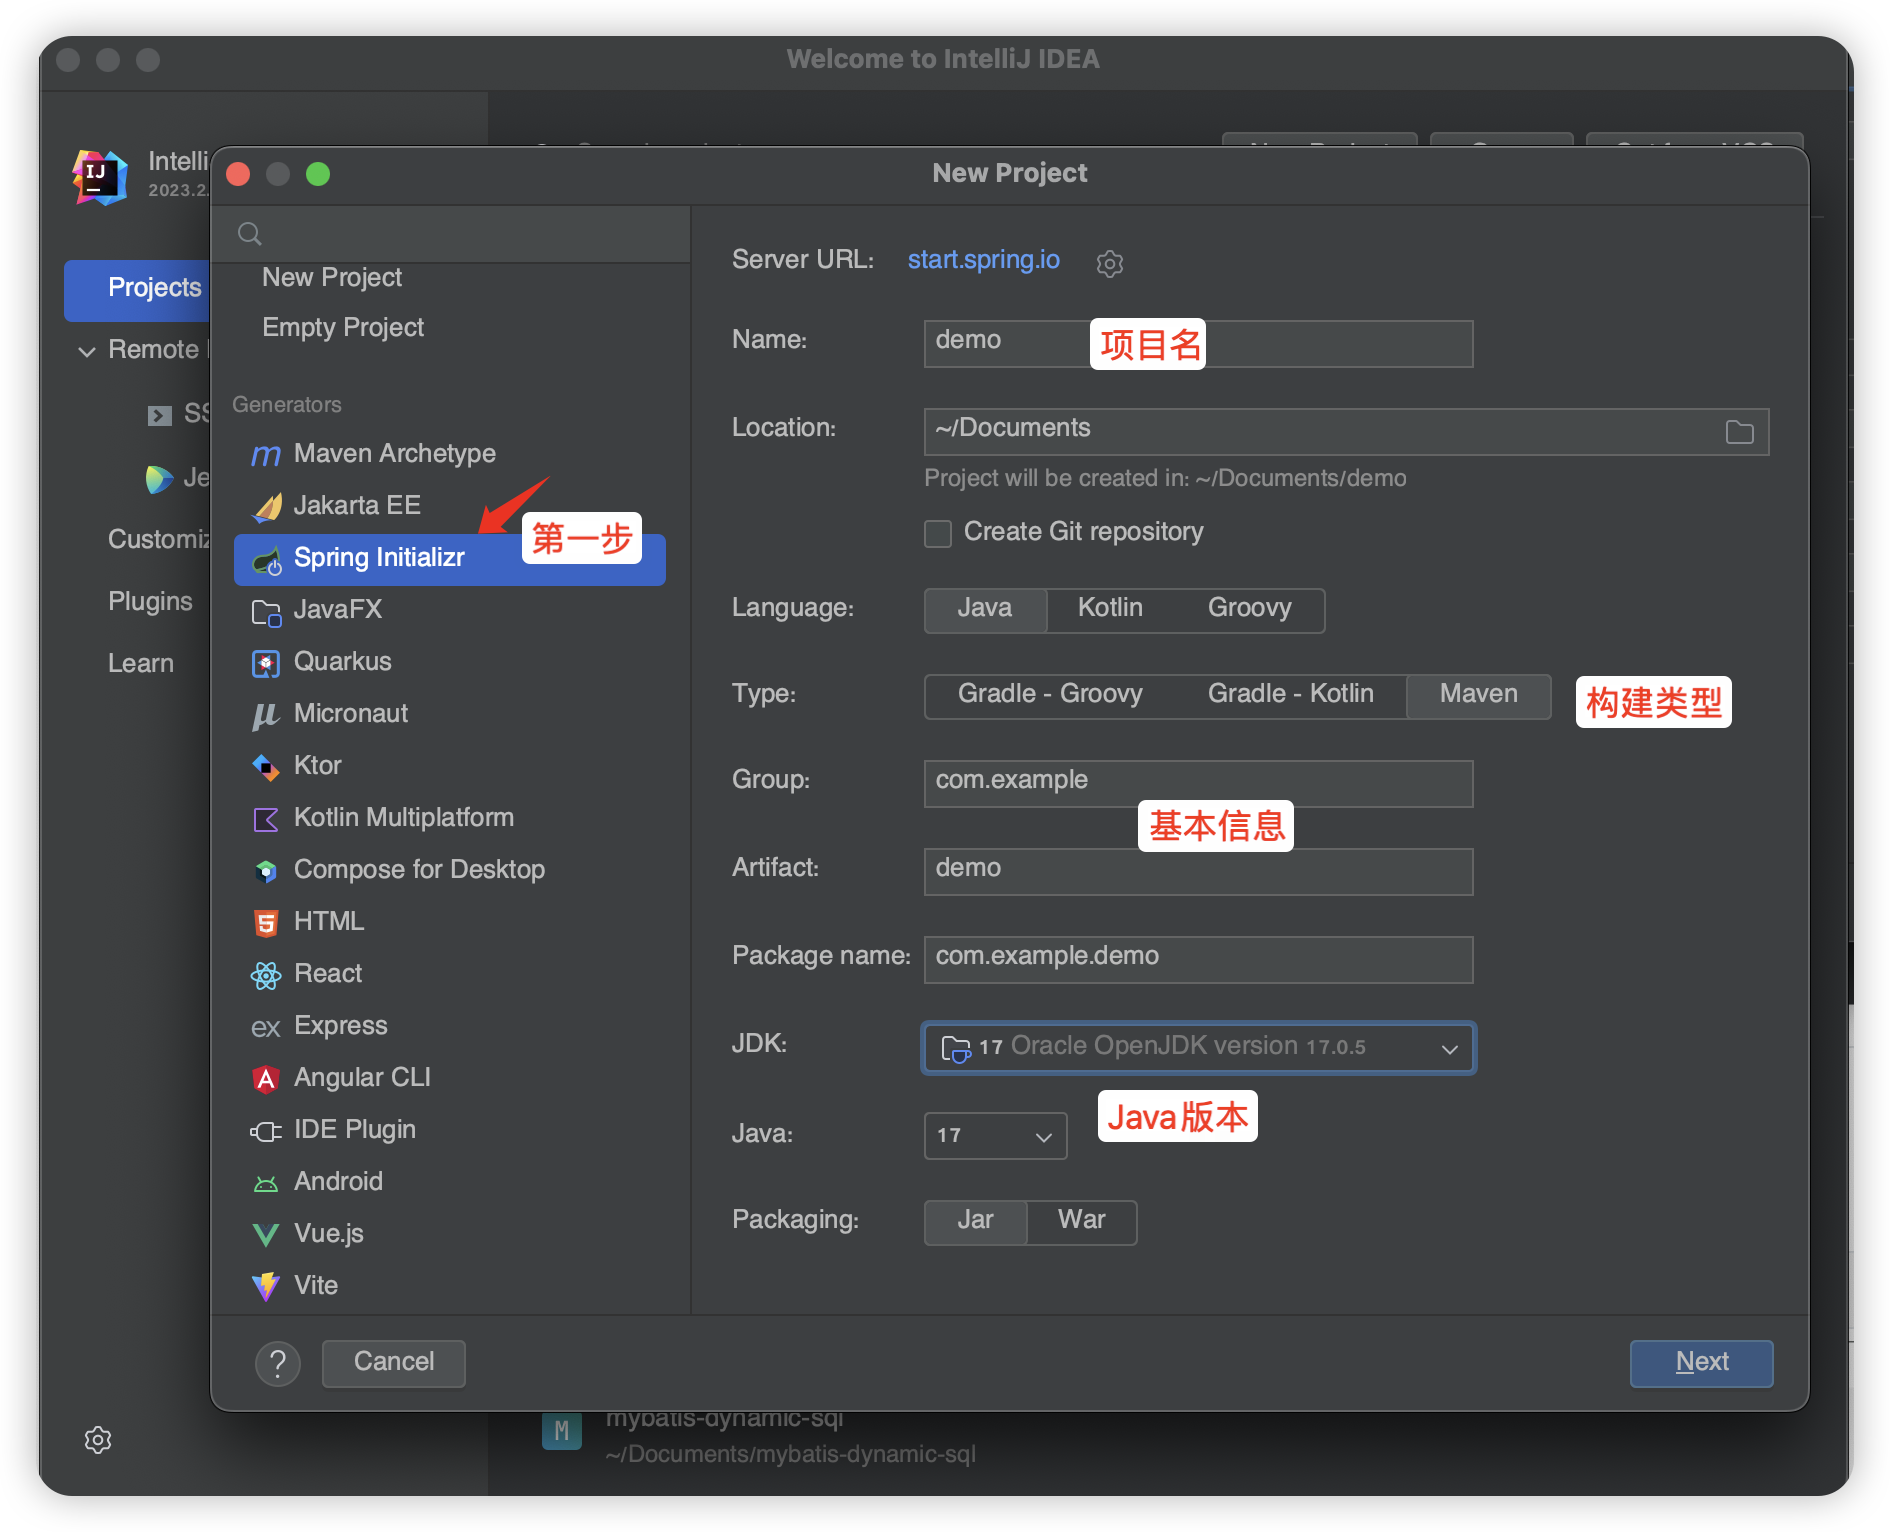 Welcome to IntelliJ IDEA
Intelli
2023.2.
Projects
Remote
SS
Je
Customiz
Plugins
Learn
New Project
New Project
Empty Project
Generators
Maven Archetype
Jakarta EE
第一步
Spring Initializr
JavaFX
Quarkus
Micronaut
Ktor
Kotlin Multiplatform
Compose for Desktop
HTML
React
Express
Angular CLI
IDE Plugin
Android
Vue.js
Vite
Server URL: start.spring.io
Name: demo 项目名
Location: ~/Documents
Project will be created in: ~/Documents/demo
Create Git repository
Language: Java Kotlin Groovy
Type: Gradle - Groovy Gradle - Kotlin Maven 构建类型
Group: com.example
基本信息
Artifact: demo
Package name: com.example.demo
JDK: 17 Oracle OpenJDK version 17.0.5
Java版本
Java: 17
Packaging: Jar War
? Cancel Next
M mybatis-dynamic-sql
~/Documents/mybatis-dynamic-sql